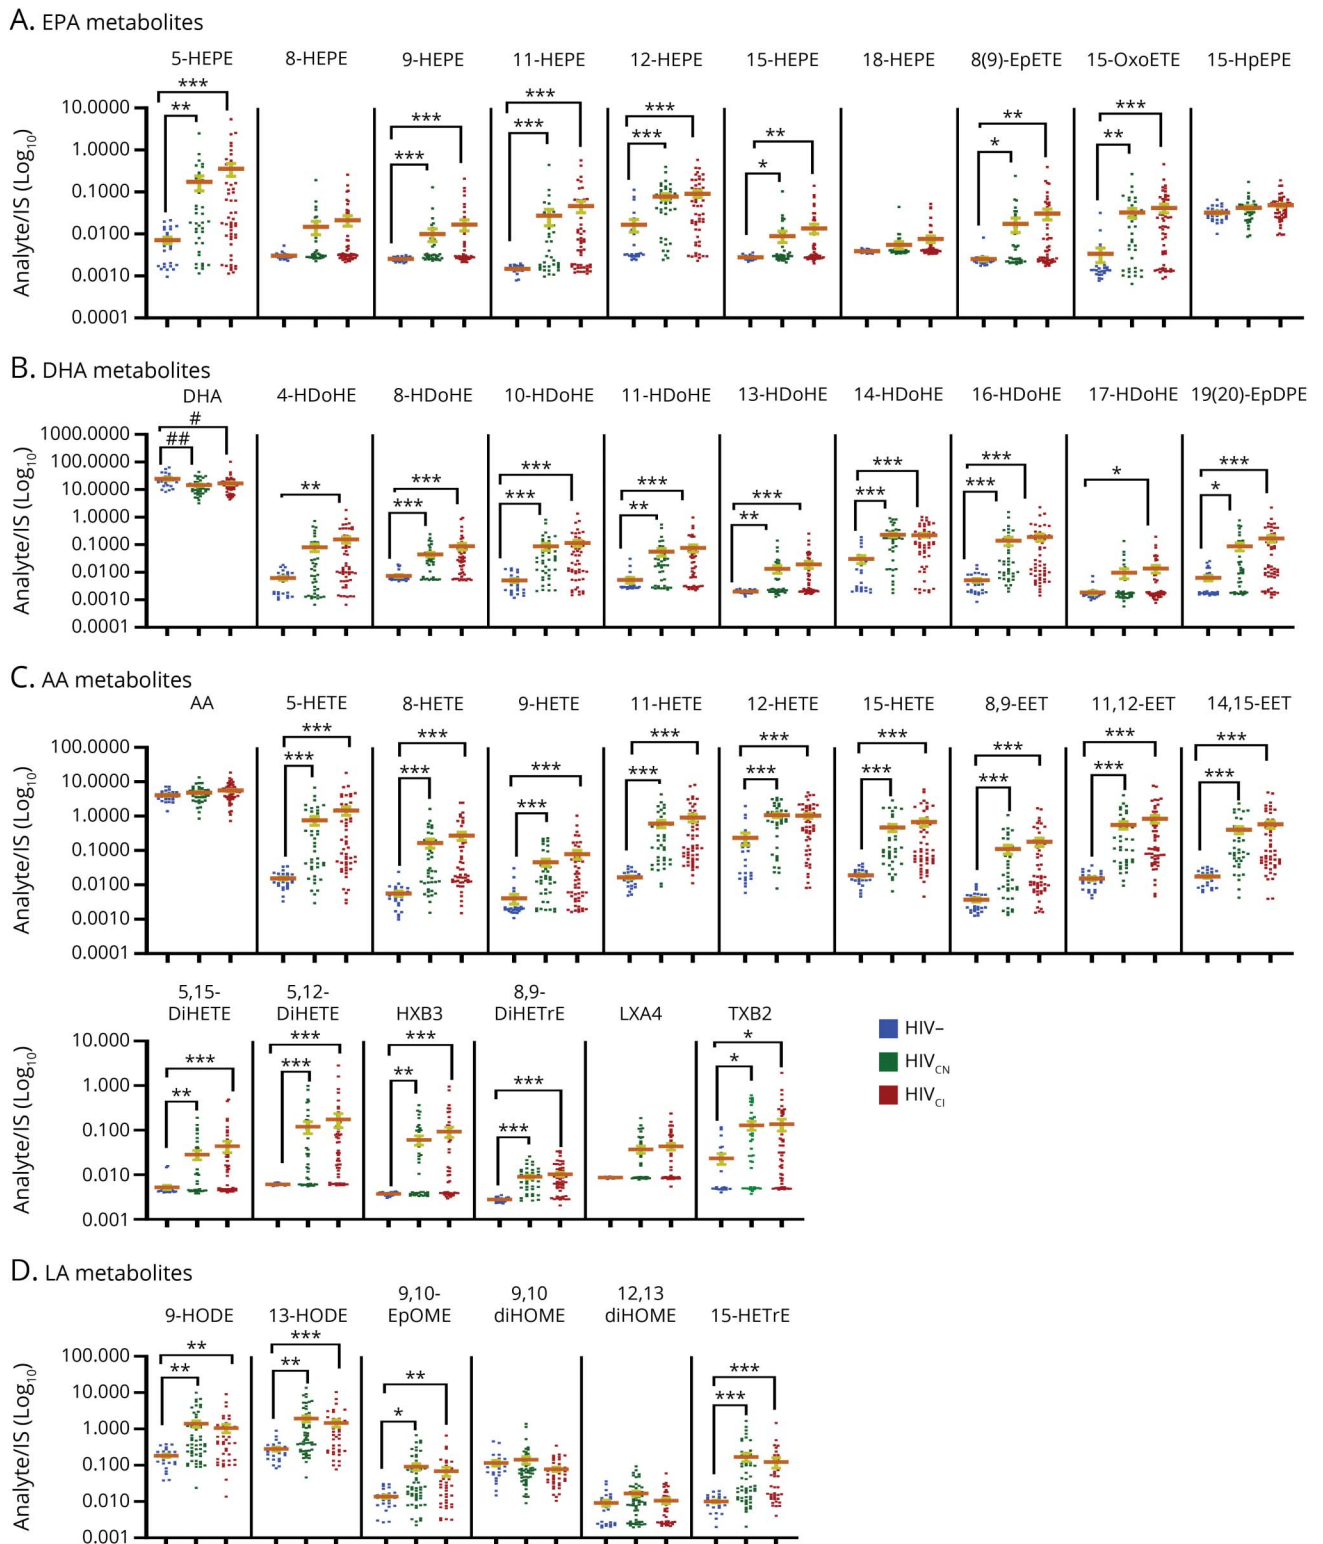 A. EPA metabolites
5-HEPE 8-HEPE 9-HEPE 11-HEPE 12-HEPE 15-HEPE 18-HEPE 8(9)-EpETE 15-OxoETE 15-HpEPE
*** ** *** *** *** *** *** *** ** * ** * *** **
Analyte/IS (Log10)
10.0000
1.0000
0.1000
0.0100
0.0010
0.0001
B. DHA metabolites
DHA 4-HDoHE 8-HDoHE 10-HDoHE 11-HDoHE 13-HDoHE 14-HDoHE 16-HDoHE 17-HDoHE 19(20)-EpDPE
# ## ** *** *** *** *** *** ** *** ** *** *** *** *** * *** *
Analyte/IS (Log10)
1000.0000
100.0000
10.0000
1.0000
0.1000
0.0100
0.0010
0.0001
C. AA metabolites
AA 5-HETE 8-HETE 9-HETE 11-HETE 12-HETE 15-HETE 8,9-EET 11,12-EET 14,15-EET
*** *** *** *** *** *** *** *** *** *** *** *** *** *** *** *** *** ***
Analyte/IS (Log10)
100.0000
10.0000
1.0000
0.1000
0.0100
0.0010
0.0001
5,15-
DiHETE
5,12-
DiHETE
HXB3
8,9-
DiHETrE
LXA4
TXB2
*** ** *** *** *** ** *** *** * *
Analyte/IS (Log10)
10.000
1.000
0.100
0.010
0.001
HIV–
HIVCN
HIVCI
D. LA metabolites
9-HODE
13-HODE
9,10-
EpOME
9,10
diHOME
12,13
diHOME
15-HETrE
** ** *** ** ** * *** ***
Analyte/IS (Log10)
100.000
10.000
1.000
0.100
0.010
0.001